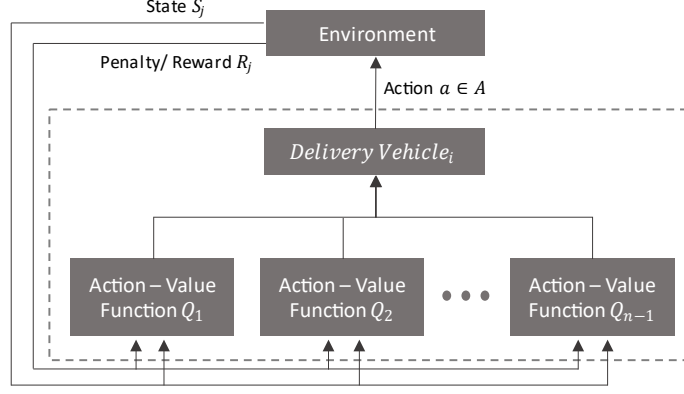 State S_j
Environment
Penalty/ Reward R_j
Action a ∈ A
Delivery Vehicle_i
Action – Value
Function Q_1
Action – Value
Function Q_2
Action – Value
Function Q_{n−1}